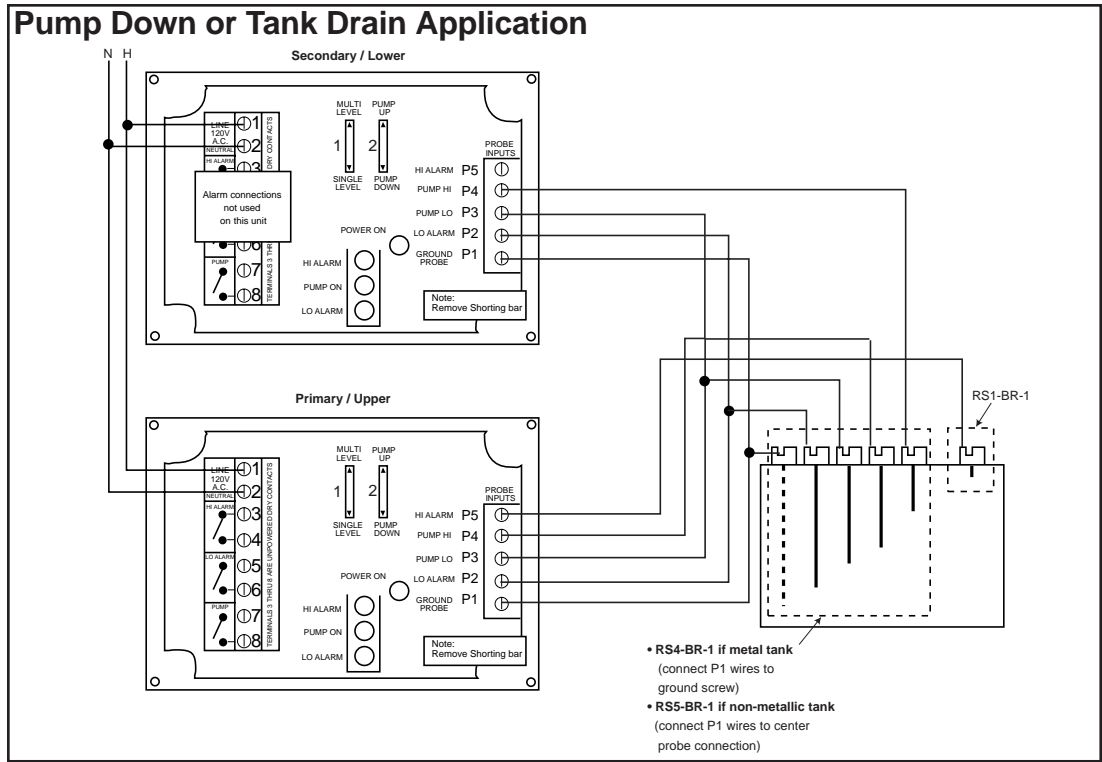 Pump Down or Tank Drain Application
N H
Secondary / Lower
LINE
120V
A.C.
NEUTRAL
HI ALARM
1
2
3
DRY CONTACTS
Alarm connections
not used
on this unit
6
PUMP
7
8
TERMINALS 3 THR
MULTI
LEVEL
1
SINGLE
LEVEL
PUMP
UP
2
PUMP
DOWN
POWER ON
HI ALARM
PUMP ON
LO ALARM
PROBE
INPUTS
HI ALARM P5
PUMP HI P4
PUMP LO P3
LO ALARM P2
GROUND
PROBE P1
Note:
Remove Shorting bar
Primary / Upper
LINE
120V
A.C.
NEUTRAL
1
2
HI ALARM
3
4
LO ALARM
5
6
PUMP
7
8
TERMINALS 3 THRU 8 ARE UNPOWERED DRY CONTACTS
MULTI
LEVEL
1
SINGLE
LEVEL
PUMP
UP
2
PUMP
DOWN
POWER ON
HI ALARM
PUMP ON
LO ALARM
PROBE
INPUTS
HI ALARM P5
PUMP HI P4
PUMP LO P3
LO ALARM P2
GROUND
PROBE P1
Note:
Remove Shorting bar
RS1-BR-1
• RS4-BR-1 if metal tank
(connect P1 wires to
ground screw)
• RS5-BR-1 if non-metallic tank
(connect P1 wires to center
probe connection)